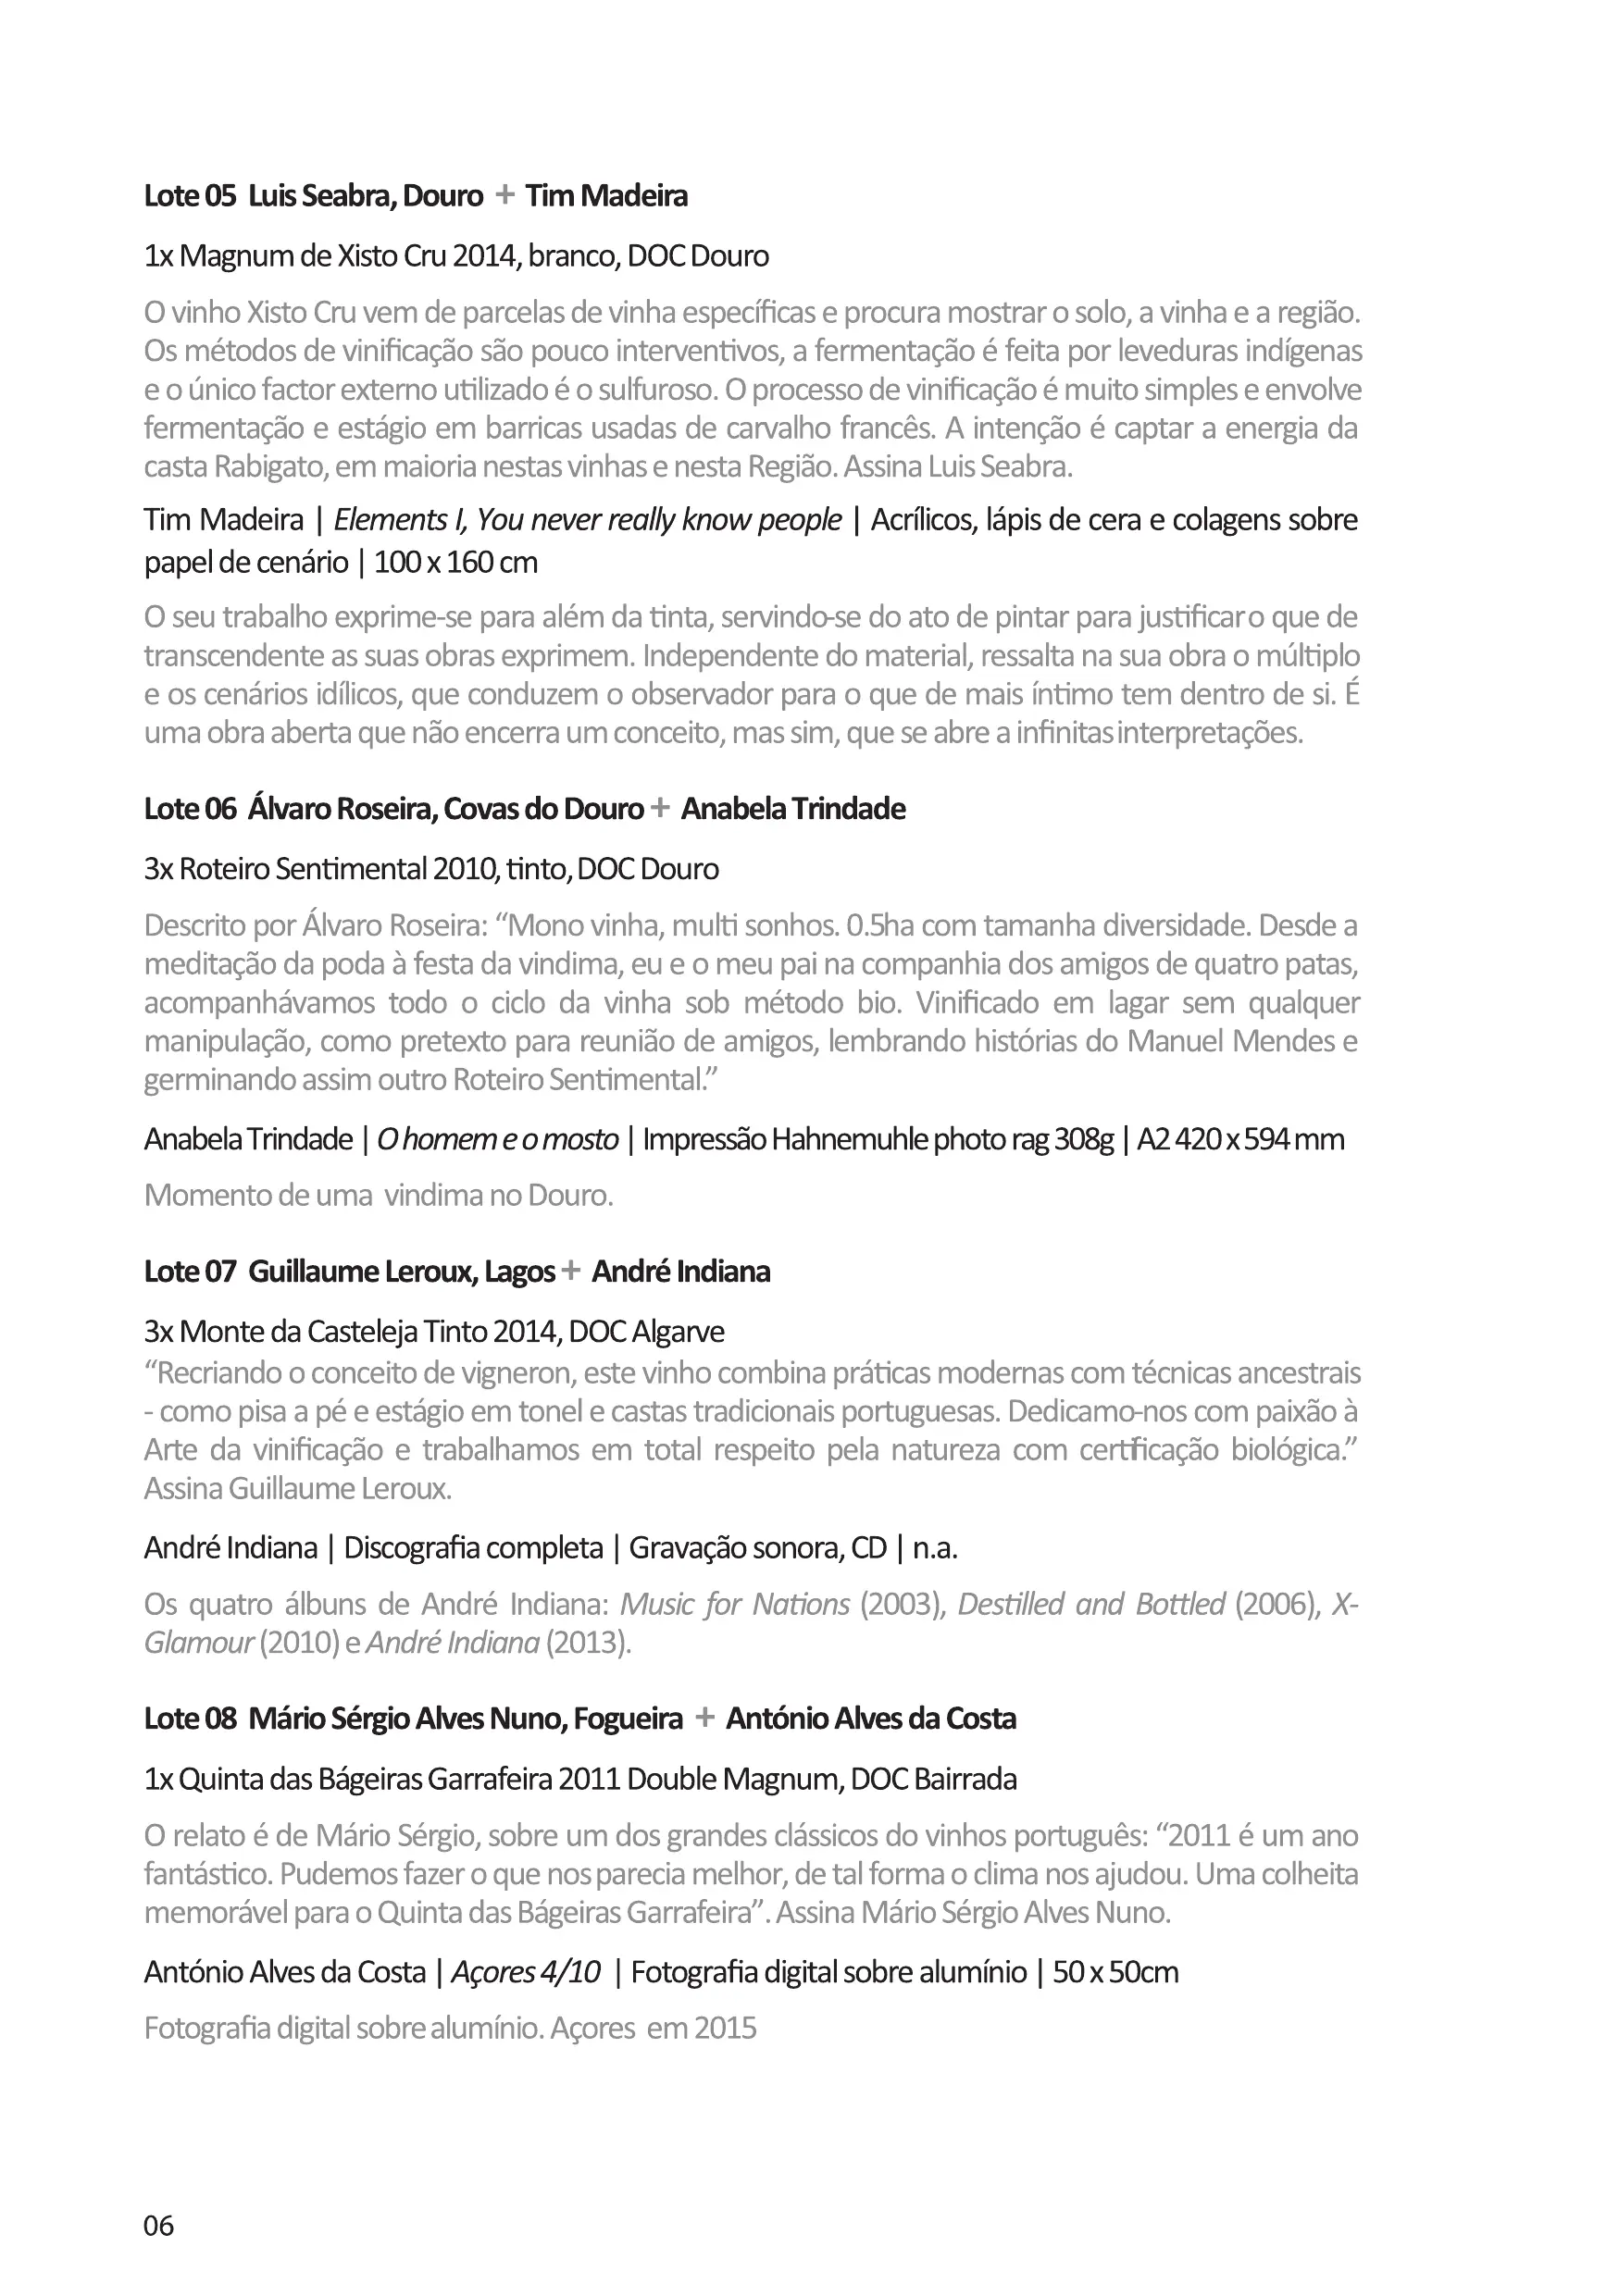 Lote 05 Luis Seabra, Douro + Tim Madeira
1x Magnum de Xisto Cru 2014, branco, DOC Douro
O vinho Xisto Cru vem de parcelas de vinha específicas e procura mostrar o solo, a vinha e a região.
Os métodos de vinificação são pouco interventivos, a fermentação é feita por leveduras indígenas
e o único factor externo utilizado é o sulfuroso. O processo de vinificação é muito simples e envolve
fermentação e estágio em barricas usadas de carvalho francês. A intenção é captar a energia da
casta Rabigato, em maioria nestas vinhas e nesta Região. Assina Luis Seabra.
Tim Madeira | Elements I, You never really know people | Acrílicos, lápis de cera e colagens sobre
papel de cenário | 100 x 160 cm
O seu trabalho exprime-se para além da tinta, servindo-se do ato de pintar para justificar o que de
transcendente as suas obras exprimem. Independente do material, ressalta na sua obra o múltiplo
e os cenários idílicos, que conduzem o observador para o que de mais íntimo tem dentro de si. É
uma obra aberta que não encerra um conceito, mas sim, que se abre a infinitas interpretações.
Lote 06 Álvaro Roseira, Covas do Douro + Anabela Trindade
3x Roteiro Sentimental 2010, tinto, DOC Douro
Descrito por Álvaro Roseira: “Mono vinha, multi sonhos. 0.5ha com tamanha diversidade. Desde a
meditação da poda à festa da vindima, eu e o meu pai na companhia dos amigos de quatro patas,
acompanhávamos todo o ciclo da vinha sob método bio. Vinificado em lagar sem qualquer
manipulação, como pretexto para reunião de amigos, lembrando histórias do Manuel Mendes e
germinando assim outro Roteiro Sentimental.”
Anabela Trindade | O homem e o mosto | Impressão Hahnemuhle photo rag 308g | A2 420 x 594 mm
Momento de uma vindima no Douro.
Lote 07 Guillaume Leroux, Lagos + André Indiana
3x Monte da Casteleja Tinto 2014, DOC Algarve
“Recriando o conceito de vigneron, este vinho combina práticas modernas com técnicas ancestrais
- como pisa a pé e estágio em tonel e castas tradicionais portuguesas. Dedicamo-nos com paixão à
Arte da vinificação e trabalhamos em total respeito pela natureza com certificação biológica.”
Assina Guillaume Leroux.
André Indiana | Discografia completa | Gravação sonora, CD | n.a.
Os quatro álbuns de André Indiana: Music for Nations (2003), Destilled and Bottled (2006), X-
Glamour (2010) e André Indiana (2013).
Lote 08 Mário Sérgio Alves Nuno, Fogueira + António Alves da Costa
1x Quinta das Bágeiras Garrafeira 2011 Double Magnum, DOC Bairrada
O relato é de Mário Sérgio, sobre um dos grandes clássicos do vinhos português: “2011 é um ano
fantástico. Pudemos fazer o que nos parecia melhor, de tal forma o clima nos ajudou. Uma colheita
memorável para o Quinta das Bágeiras Garrafeira”. Assina Mário Sérgio Alves Nuno.
António Alves da Costa | Açores 4/10 | Fotografia digital sobre alumínio | 50 x 50cm
Fotografia digital sobre alumínio. Açores em 2015
06